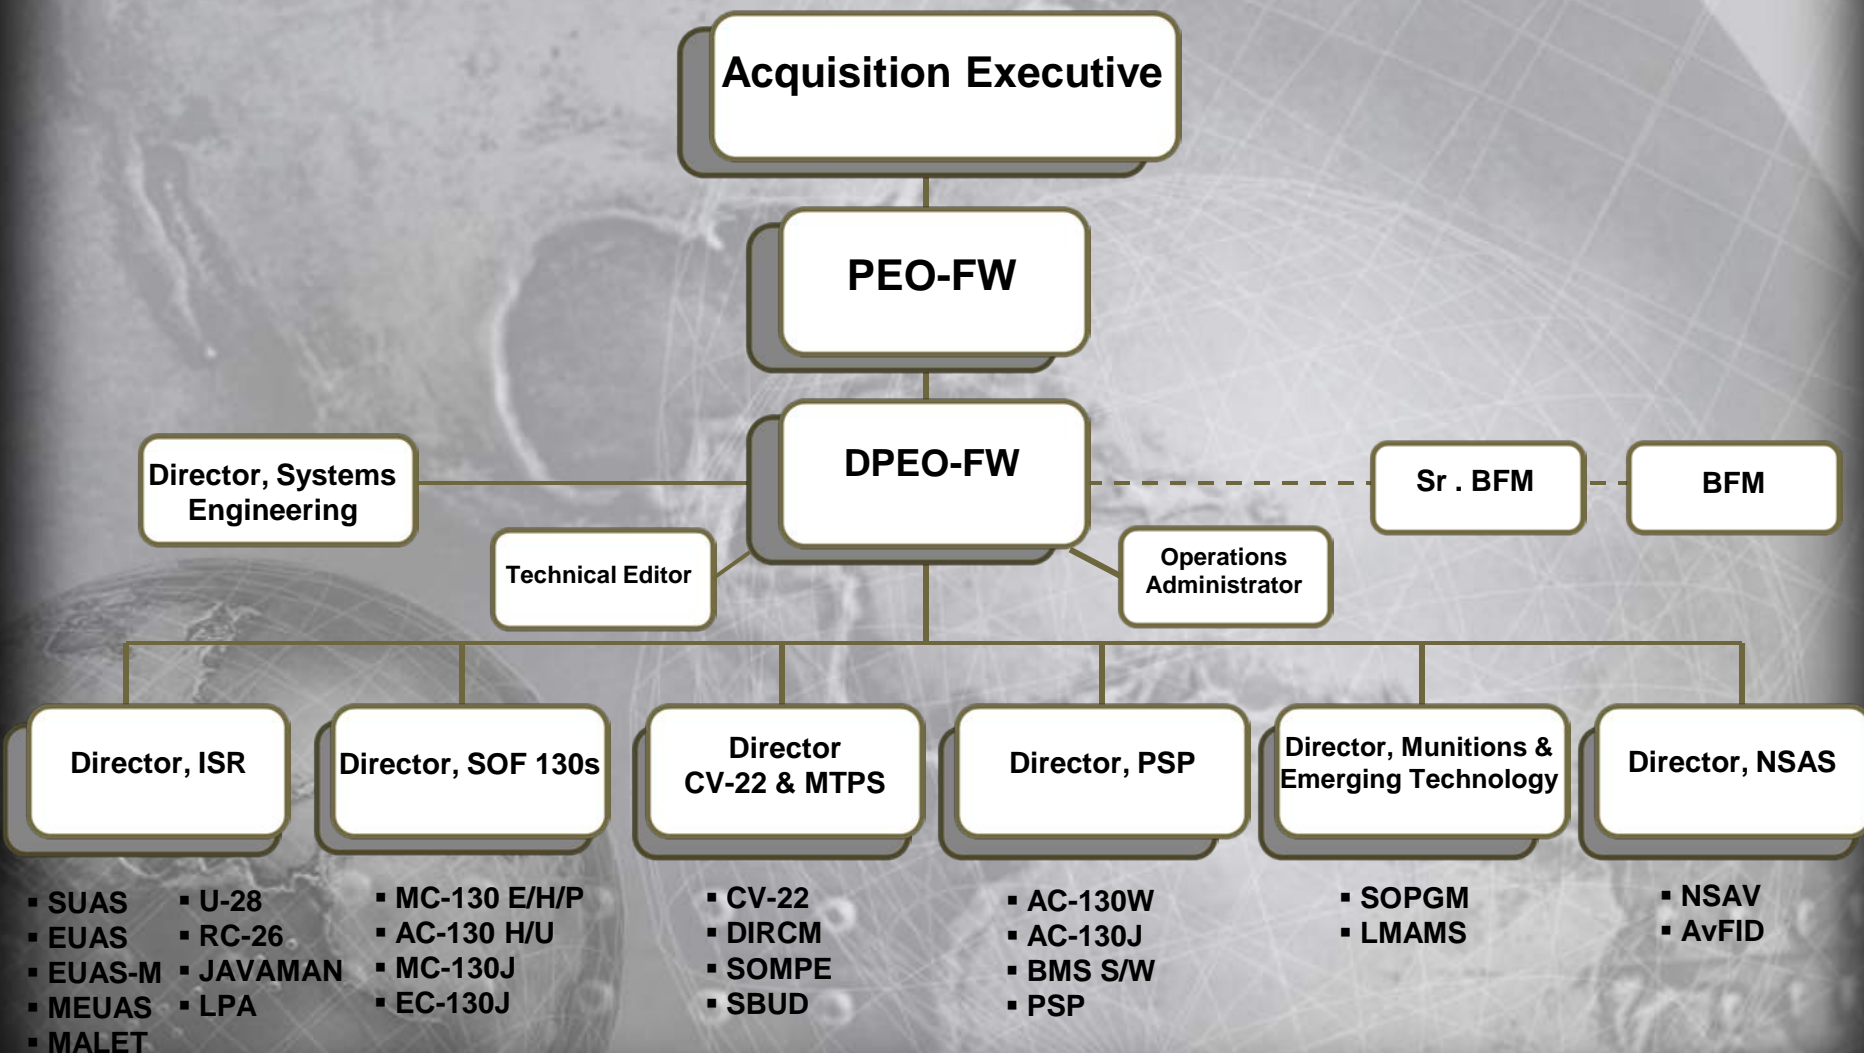 Acquisition Executive
PEO-FW
DPEO-FW
Director, Systems
Engineering
Sr . BFM
BFM
Technical Editor
Operations
Administrator
Director, ISR
Director, SOF 130s
Director
CV-22 & MTPS
Director, PSP
Director, Munitions &
Emerging Technology
Director, NSAS
▪ SUAS
▪ EUAS
▪ EUAS-M
▪ MEUAS
▪ MALET
▪ U-28
▪ RC-26
▪ JAVAMAN
▪ LPA
▪ MC-130 E/H/P
▪ AC-130 H/U
▪ MC-130J
▪ EC-130J
▪ CV-22
▪ DIRCM
▪ SOMPE
▪ SBUD
▪ AC-130W
▪ AC-130J
▪ BMS S/W
▪ PSP
▪ SOPGM
▪ LMAMS
▪ NSAV
▪ AvFID